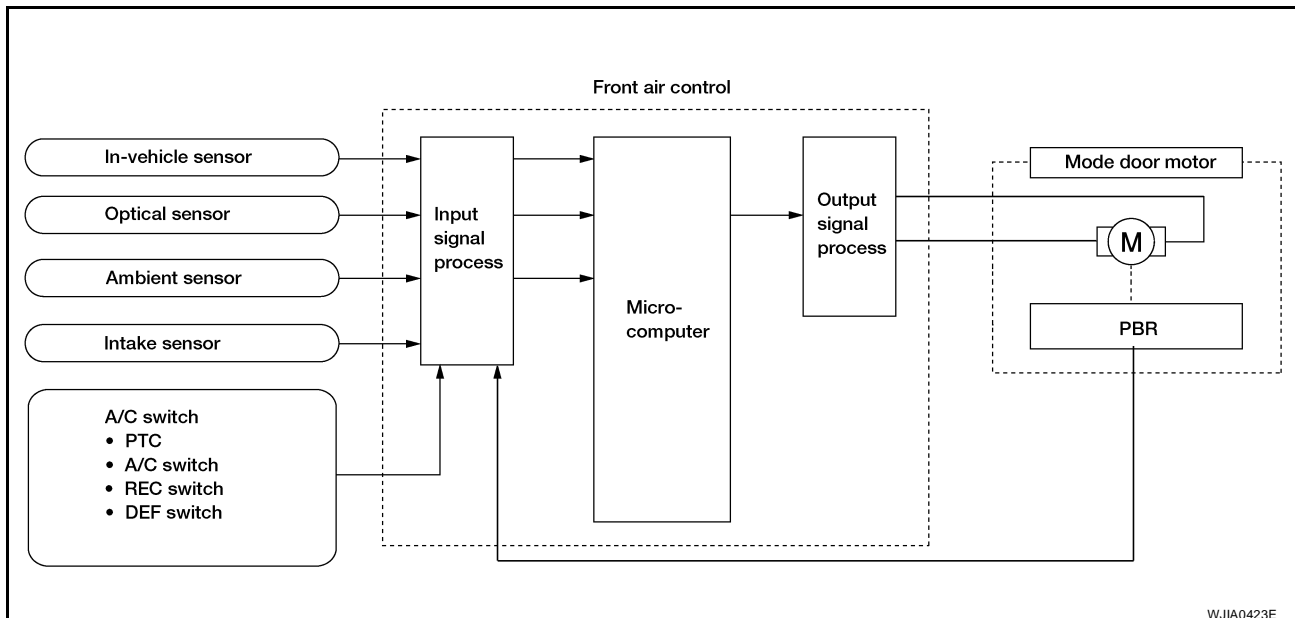 Front air control
In-vehicle sensor
Optical sensor
Ambient sensor
Intake sensor
A/C switch
• PTC
• A/C switch
• REC switch
• DEF switch
Input
signal
process
Micro-
computer
Output
signal
process
Mode door motor
M
PBR
WJIA0423E